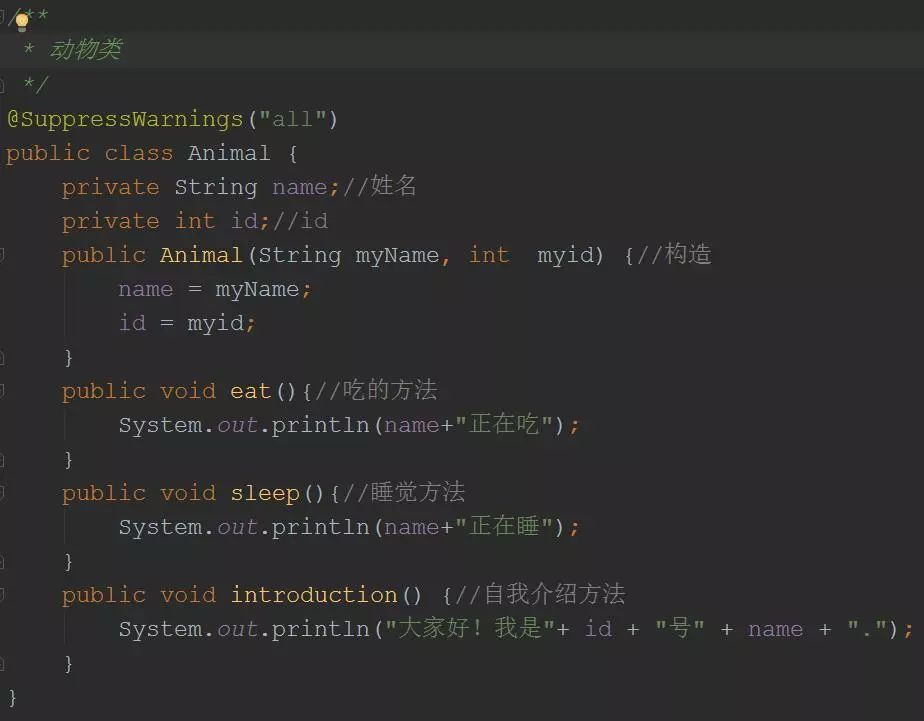 /**
 * 动物类
 */
@SuppressWarnings("all")
public class Animal {
    private String name;//姓名
    private int id;//id
    public Animal(String myName, int  myid) {//构造
        name = myName;
        id = myid;
    }
    public void eat(){//吃的方法
        System.out.println(name+"正在吃");
    }
    public void sleep(){//睡觉方法
        System.out.println(name+"正在睡");
    }
    public void introduction() {//自我介绍方法
        System.out.println("大家好！我是"+ id + "号" + name + ".");
    }
}